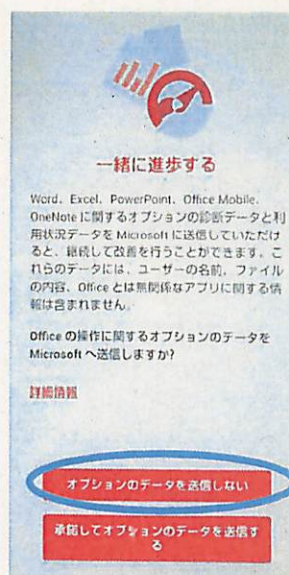 一緒に進歩する
Word、Excel、PowerPoint、Office Mobile、
OneNote に関するオプションの診断データと利
用状況データを Microsoft に送信していただけ
ると、継続して改善を行うことができます。こ
れらのデータには、ユーザーの名前、ファイル
の内容、Office とは無関係なアプリに関する情
報は含まれません。
Office の操作に関するオプションのデータを
Microsoft へ送信しますか?
詳細情報
オプションのデータを送信しない
承諾してオプションのデータを送信す
る